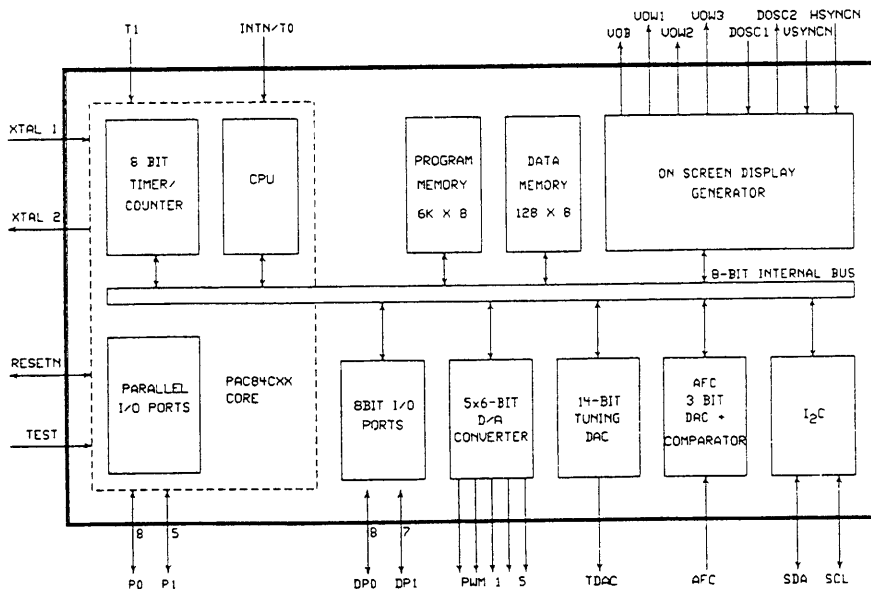 VOW1 VOW3 DOSC2 HSYNCN
T1 INTN/T0 VOB VOW2 DOSC1 VSYNCN
XTAL 1
8 BIT
TIMER/
COUNTER
CPU
PROGRAM
MEMORY
6K X 8
DATA
MEMORY
128 X 8
ON SCREEN DISPLAY
GENERATOR
XTAL 2
8-BIT INTERNAL BUS
RESETN
PARALLEL
I/O PORTS
PAC84CXX
CORE
8BIT I/O
PORTS
5x6-BIT
D/A
CONVERTER
14-BIT
TUNING
DAC
AFC
3 BIT
DAC +
COMPARATOR
I2C
TEST
8 5 8 7
P0 P1 DP0 DP1 PWM 1 5 TDAC AFC SDA SCL